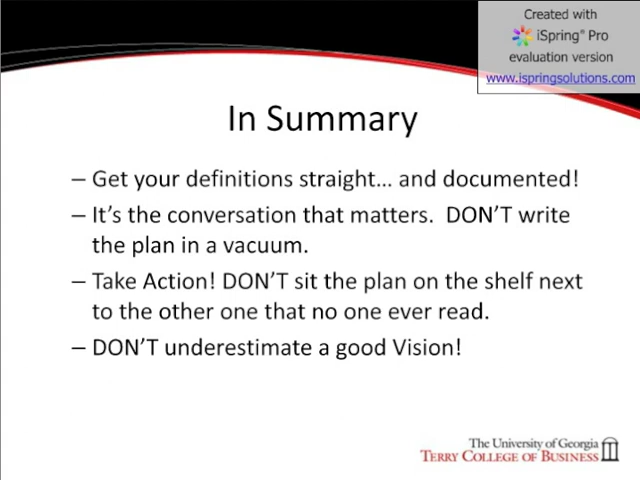 Created with
iSpring® Pro
evaluation version
www.ispringsolutions.com
In Summary
– Get your definitions straight… and documented!
– It's the conversation that matters.  DON'T write
the plan in a vacuum.
– Take Action! DON'T sit the plan on the shelf next
to the other one that no one ever read.
– DON'T underestimate a good Vision!
The University of Georgia
TERRY COLLEGE OF BUSINESS